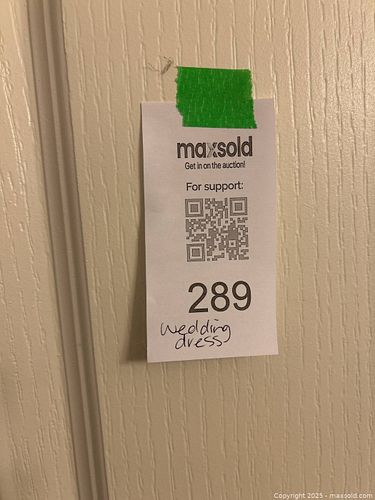 maxsold
Get in on the auction!
For support:
289
wedding
dress
Copyright 2025 - maxsold.com